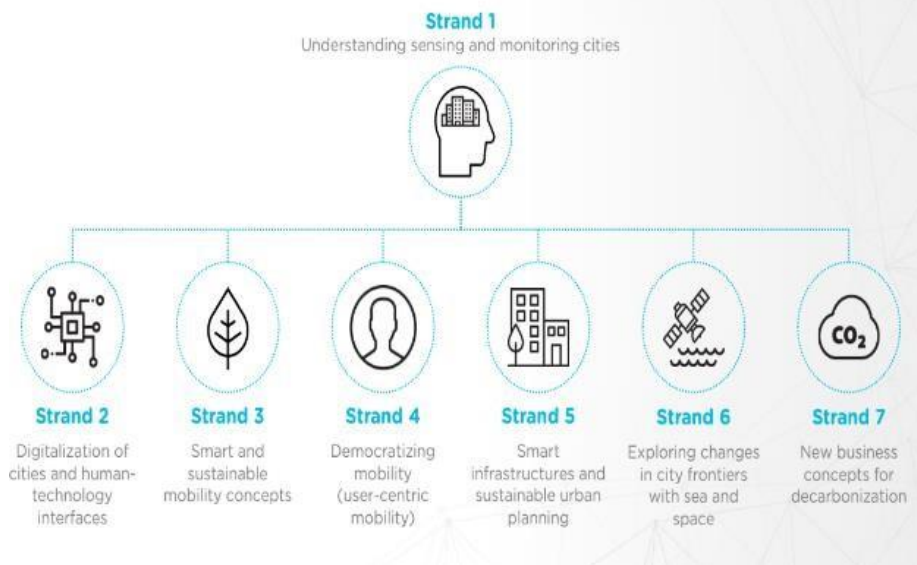 Strand 1
Understanding sensing and monitoring cities
Strand 2
Digitalization of
cities and human-
technology
interfaces
Strand 3
Smart and
sustainable
mobility concepts
Strand 4
Democratizing
mobility
(user-centric
mobility)
Strand 5
Smart
infrastructures and
sustainable urban
planning
Strand 6
Exploring changes
in city frontiers
with sea and
space
CO₂
Strand 7
New business
concepts for
decarbonization